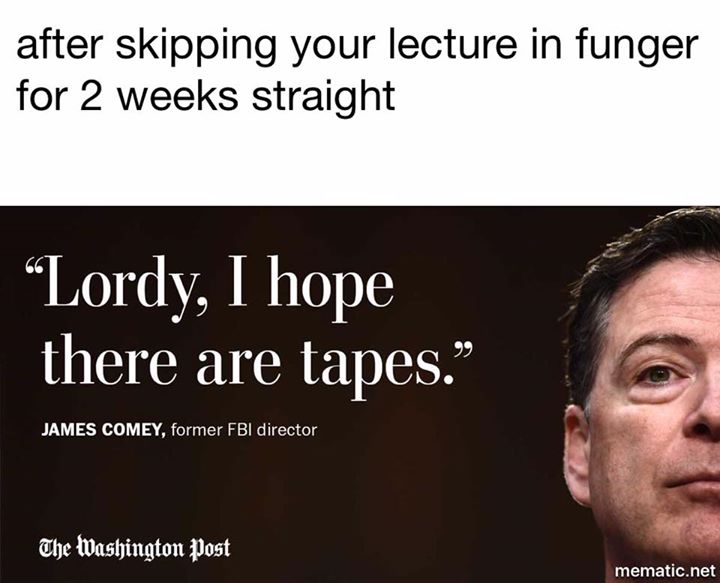 after skipping your lecture in funger
for 2 weeks straight
“Lordy, I hope
there are tapes.”
JAMES COMEY, former FBI director
The Washington Post
mematic.net